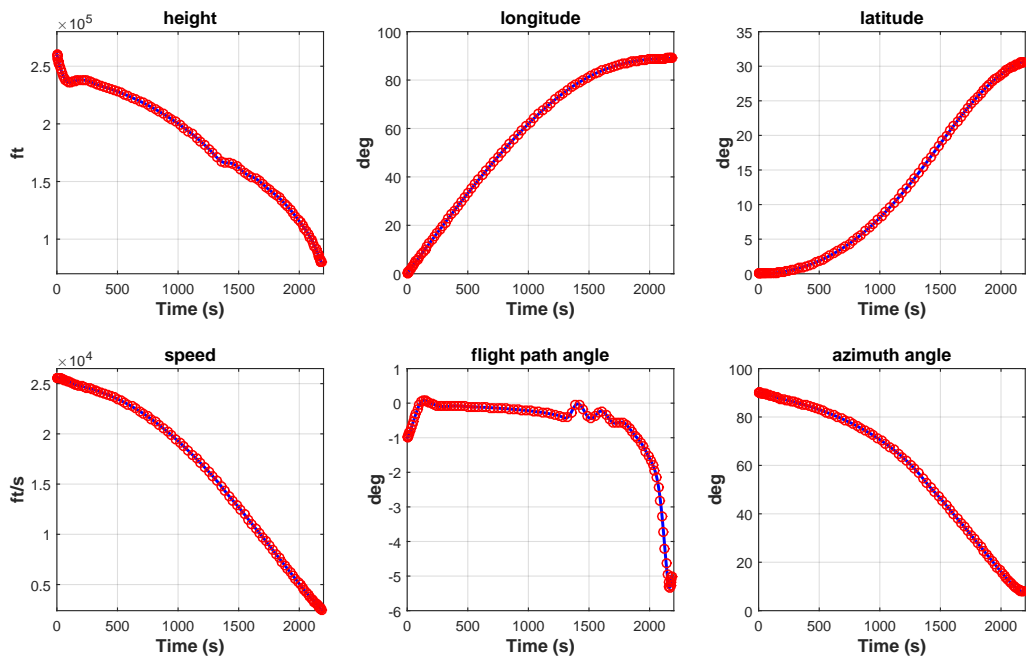 height
×10^5
2.5
2
1.5
1
ft
0 500 1000 1500 2000
Time (s)
longitude
100
80
60
40
20
0
deg
0 500 1000 1500 2000
Time (s)
latitude
35
30
25
20
15
10
5
0
deg
0 500 1000 1500 2000
Time (s)
speed
×10^4
2.5
2
1.5
1
0.5
ft/s
0 500 1000 1500 2000
Time (s)
flight path angle
1
0
-1
-2
-3
-4
-5
-6
deg
0 500 1000 1500 2000
Time (s)
azimuth angle
100
80
60
40
20
0
deg
0 500 1000 1500 2000
Time (s)